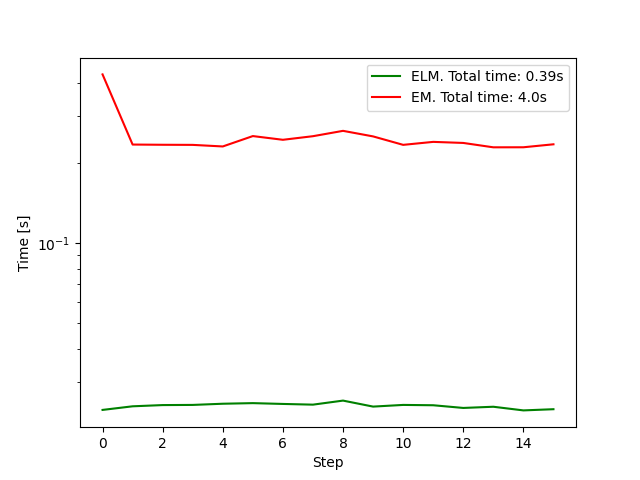 ELM. Total time: 0.39s
EM. Total time: 4.0s
Time [s]
10⁻¹
0 2 4 6 8 10 12 14
Step